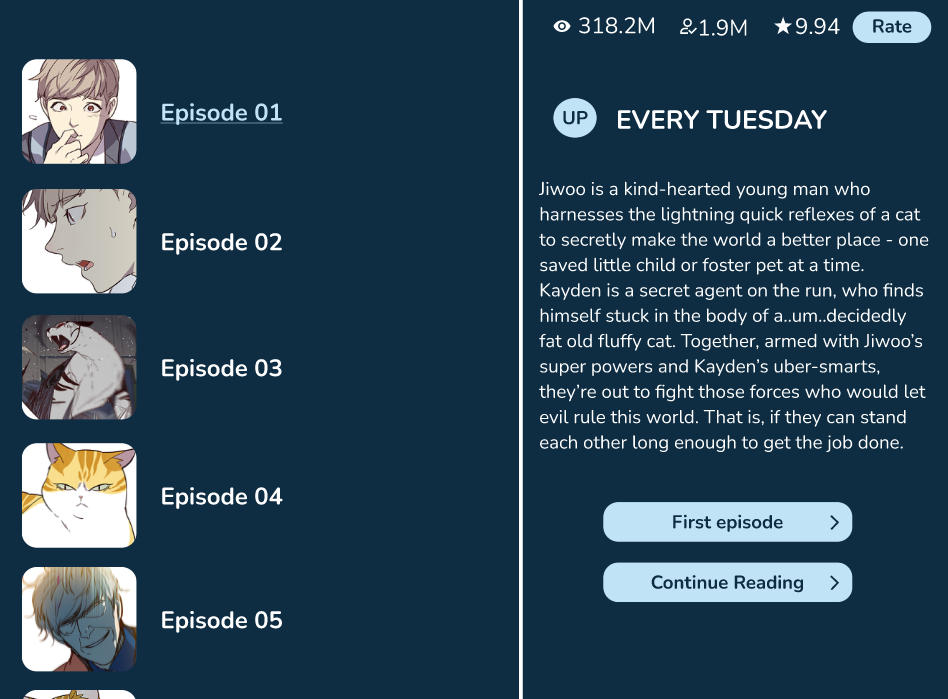 Episode 01
Episode 02
Episode 03
Episode 04
Episode 05
318.2M 1.9M 9.94 Rate
UP EVERY TUESDAY
Jiwoo is a kind-hearted young man who
harnesses the lightning quick reflexes of a cat
to secretly make the world a better place - one
saved little child or foster pet at a time.
Kayden is a secret agent on the run, who finds
himself stuck in the body of a..um..decidedly
fat old fluffy cat. Together, armed with Jiwoo’s
super powers and Kayden’s uber-smarts,
they’re out to fight those forces who would let
evil rule this world. That is, if they can stand
each other long enough to get the job done.
First episode
Continue Reading